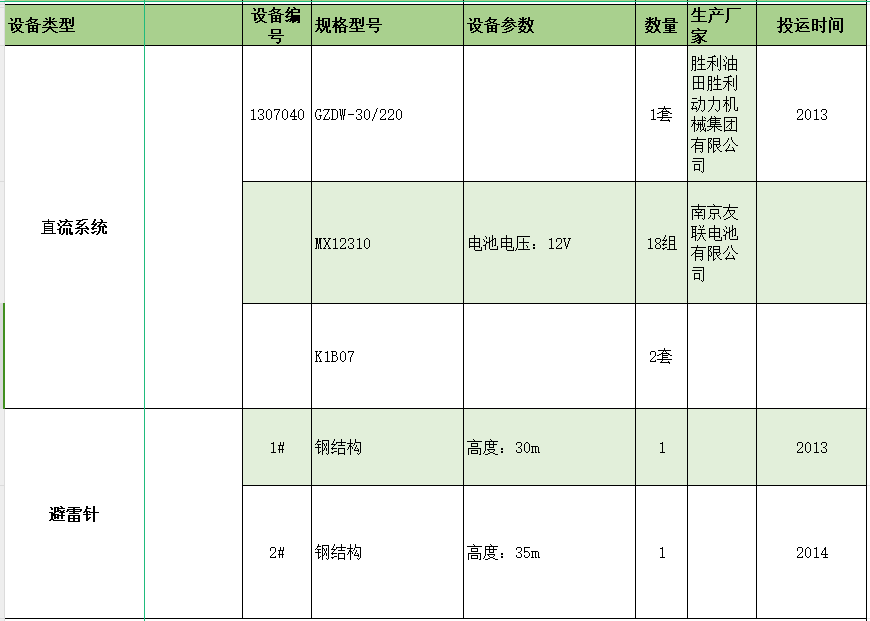 设备类型
设备编
号
规格型号
设备参数
数量
生产厂
家
投运时间
直流系统
1307040
GZDW-30/220
1套
胜利油
田胜利
动力机
械集团
有限公
司
2013
MX12310
电池电压：12V
18组
南京友
联电池
有限公
司
K1B07
2套
避雷针
1#
钢结构
高度：30m
1
2013
2#
钢结构
高度：35m
1
2014